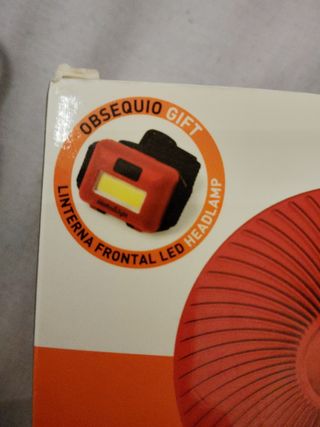 OBSEQUIO GIFT
LINTERNA FRONTAL LED HEADLAMP